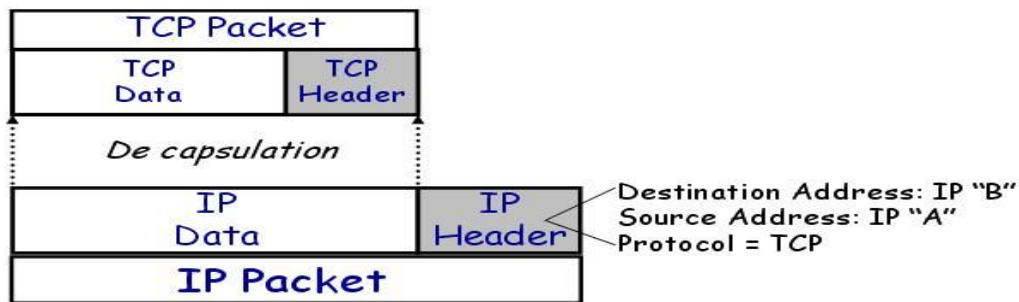 TCP Packet
TCP
Data
TCP
Header
De capsulation
IP
Data
IP
Header
Destination Address: IP “B”
Source Address: IP “A”
Protocol = TCP
IP Packet